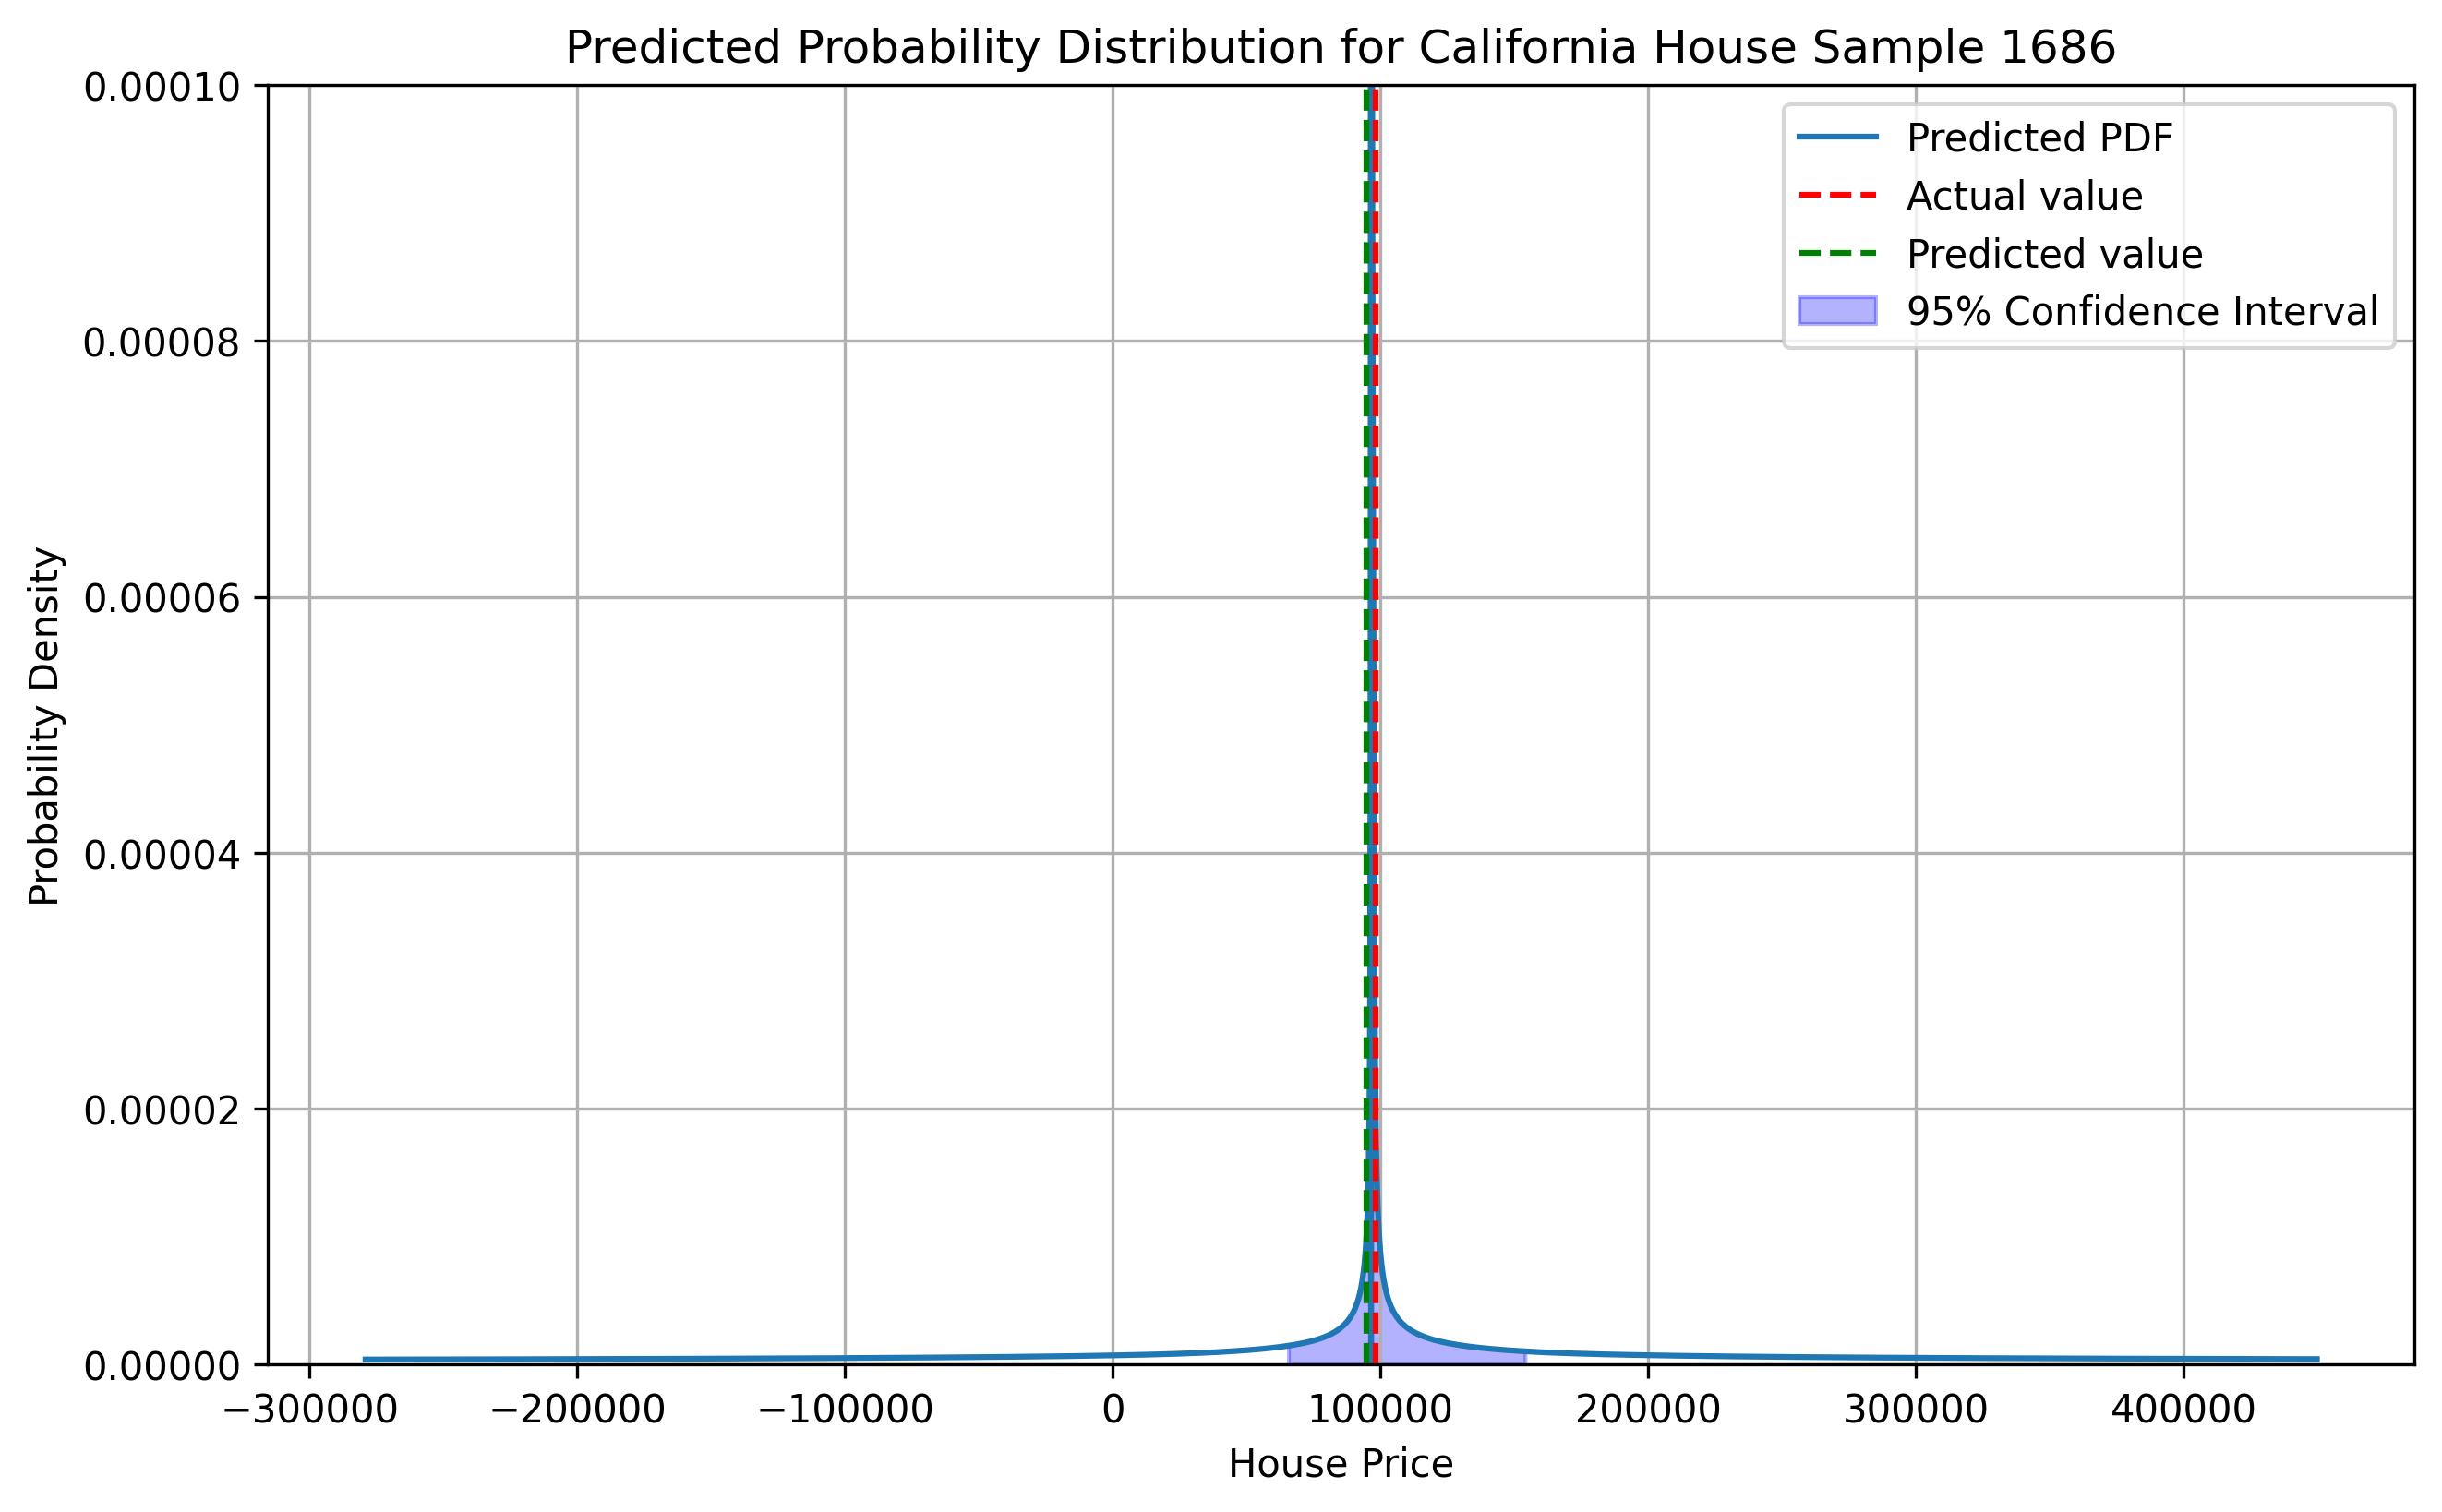 Predicted Probability Distribution for California House Sample 1686
0.00010
0.00008
0.00006
0.00004
0.00002
0.00000
Probability Density
Predicted PDF
Actual value
Predicted value
95% Confidence Interval
−300000 −200000 −100000 0 100000 200000 300000 400000
House Price